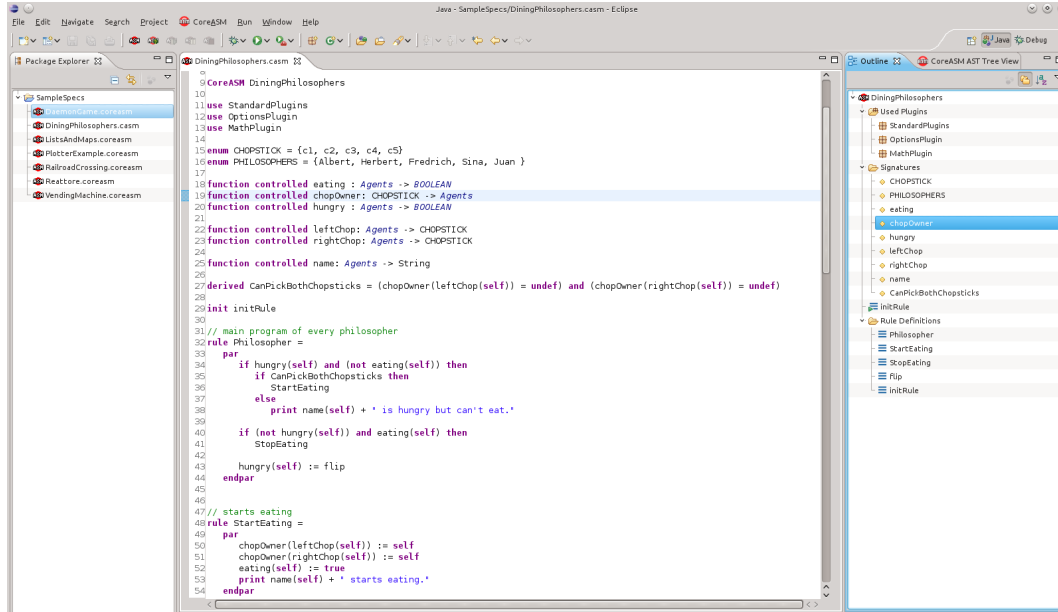 Java - SampleSpecs/DiningPhilosophers.casm - Eclipse
File Edit Navigate Search Project CoreASM Run Window Help
Java Debug
Package Explorer
SampleSpecs
DaemonGame.coreasm
DiningPhilosophers.casm
ListsAndMaps.coreasm
PlotterExample.coreasm
RailroadCrossing.coreasm
Reattore.coreasm
VendingMachine.coreasm
DiningPhilosophers.casm
8
9 CoreASM DiningPhilosophers
10
11 use StandardPlugins
12 use OptionsPlugin
13 use MathPlugin
14
15 enum CHOPSTICK = {c1, c2, c3, c4, c5}
16 enum PHILOSOPHERS = {Albert, Herbert, Fredrich, Sina, Juan }
17
18 function controlled eating : Agents -> BOOLEAN
19 function controlled chopOwner: CHOPSTICK -> Agents
20 function controlled hungry : Agents -> BOOLEAN
21
22 function controlled leftChop: Agents -> CHOPSTICK
23 function controlled rightChop: Agents -> CHOPSTICK
24
25 function controlled name: Agents -> String
26
27 derived CanPickBothChopsticks = (chopOwner(leftChop(self)) = undef) and (chopOwner(rightChop(self)) = undef)
28
29 init initRule
30
31 // main program of every philosopher
32 rule Philosopher =
33 par
34 if hungry(self) and (not eating(self)) then
35 if CanPickBothChopsticks then
36 StartEating
37 else
38 print name(self) + " is hungry but can't eat."
39
40 if (not hungry(self)) and eating(self) then
41 StopEating
42
43 hungry(self) := flip
44 endpar
45
46
47 // starts eating
48 rule StartEating =
49 par
50 chopOwner(leftChop(self)) := self
51 chopOwner(rightChop(self)) := self
52 eating(self) := true
53 print name(self) + " starts eating."
54 endpar
Outline CoreASM AST Tree View
DiningPhilosophers
Used Plugins
StandardPlugins
OptionsPlugin
MathPlugin
Signatures
CHOPSTICK
PHILOSOPHERS
eating
chopOwner
hungry
leftChop
rightChop
name
CanPickBothChopsticks
initRule
Rule Definitions
Philosopher
StartEating
StopEating
flip
initRule